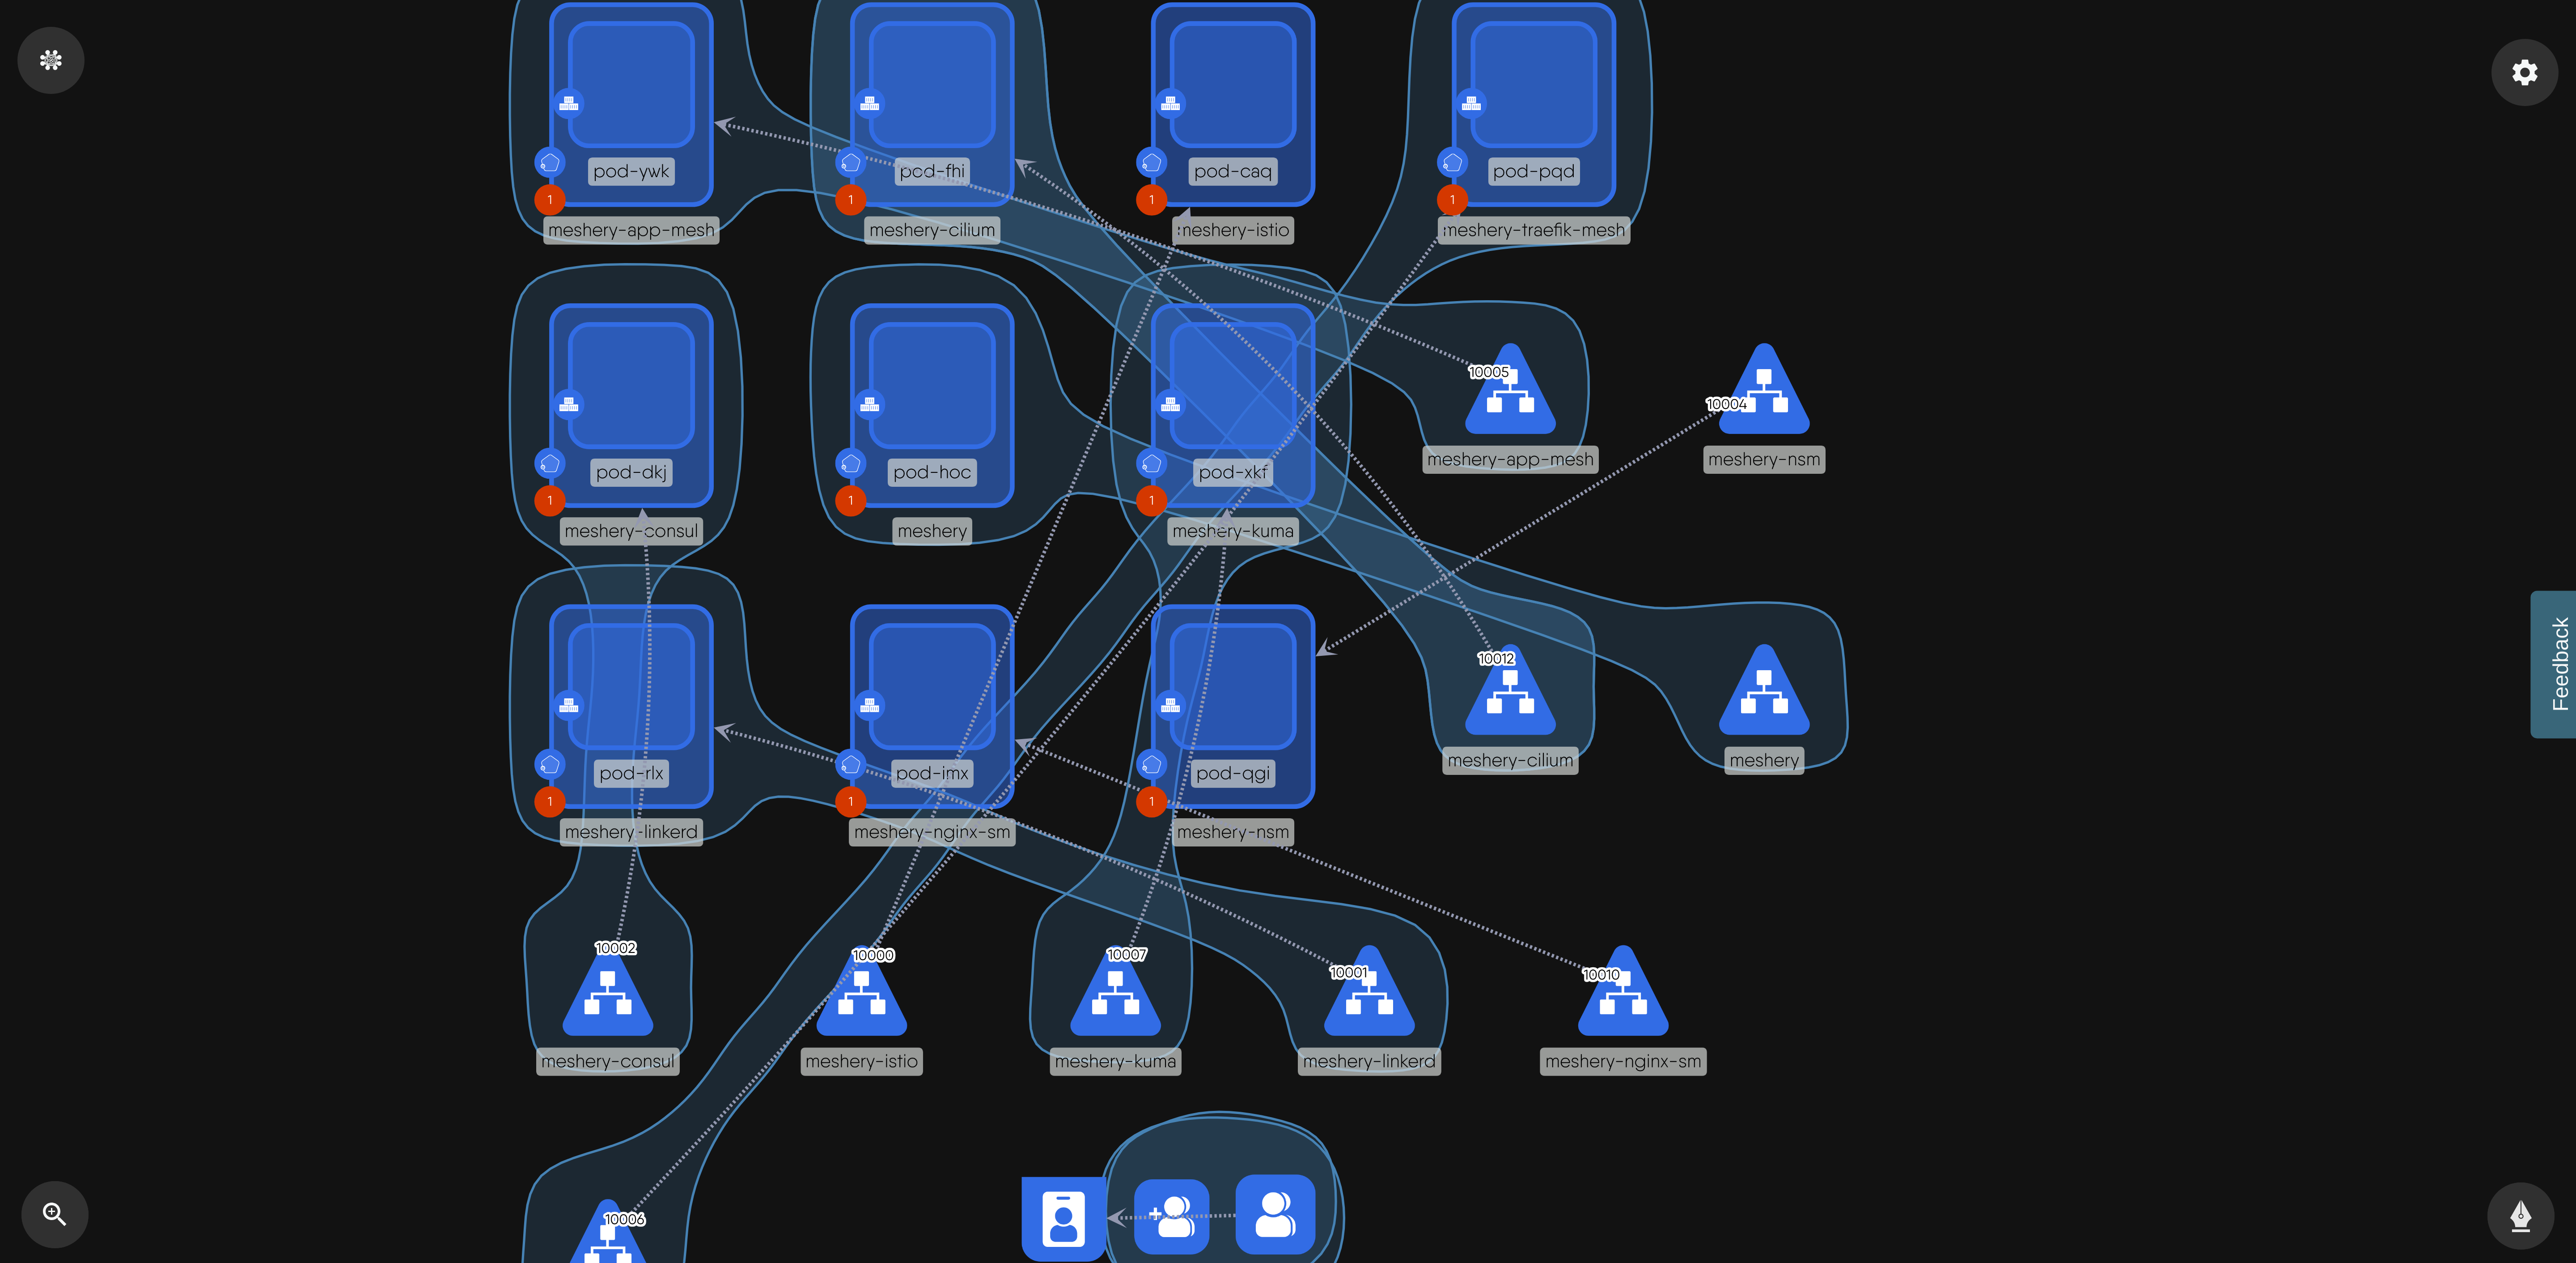 pod-ywk
pod-fhi
pod-caq
pod-pqd
1
1
1
1
meshery-app-mesh
meshery-cilium
meshery-istio
meshery-traefik-mesh
10005
10004
pod-dkj
pod-hoc
pod-xkf
meshery-app-mesh
meshery-nsm
1
1
1
meshery-consul
meshery
meshery-kuma
10012
Feedback
pod-rlx
pod-imx
pod-qgi
meshery-cilium
meshery
1
1
1
meshery-linkerd
meshery-nginx-sm
meshery-nsm
10002
10000
10007
10001
10010
meshery-consul
meshery-istio
meshery-kuma
meshery-linkerd
meshery-nginx-sm
10006